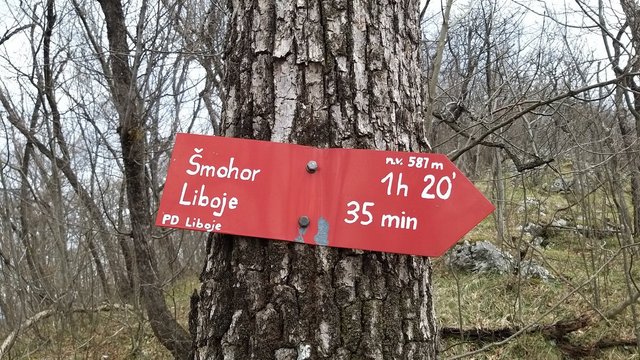 n.v. 587 m
Šmohor 1h 20'
Liboje 35 min
PD Liboje